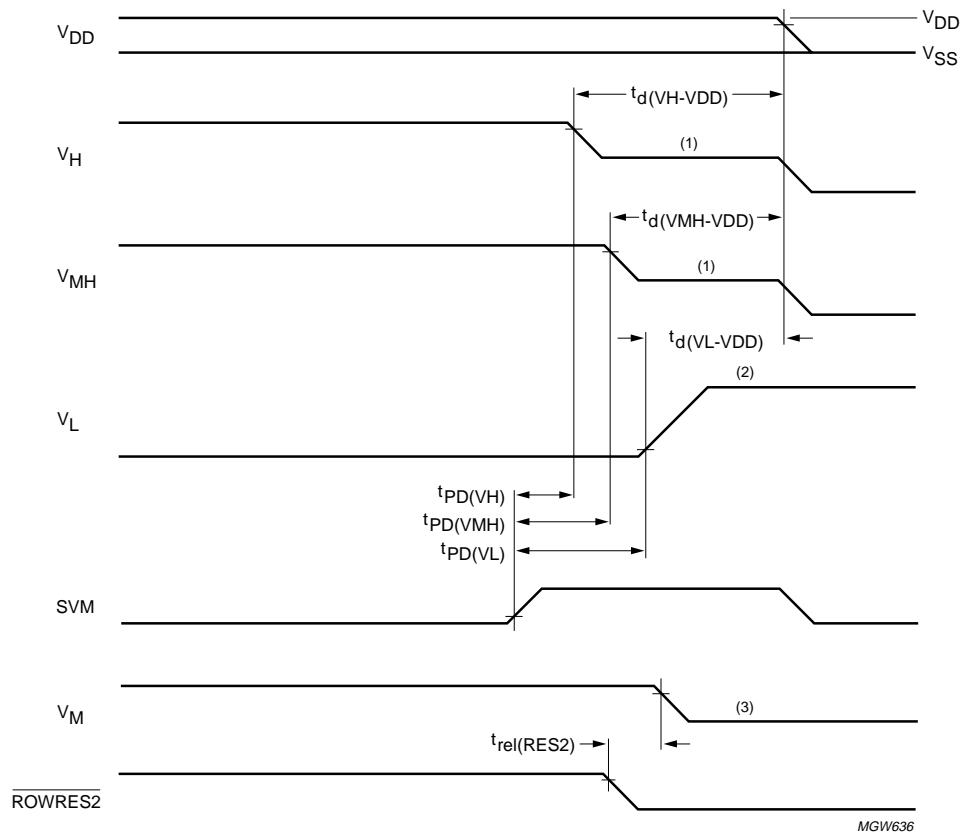 VDD
VDD
VSS
td(VH-VDD)
VH
(1)
td(VMH-VDD)
VMH
(1)
td(VL-VDD)
(2)
VL
tPD(VH)
tPD(VMH)
tPD(VL)
SVM
VM
(3)
trel(RES2)
ROWRES2
MGW636